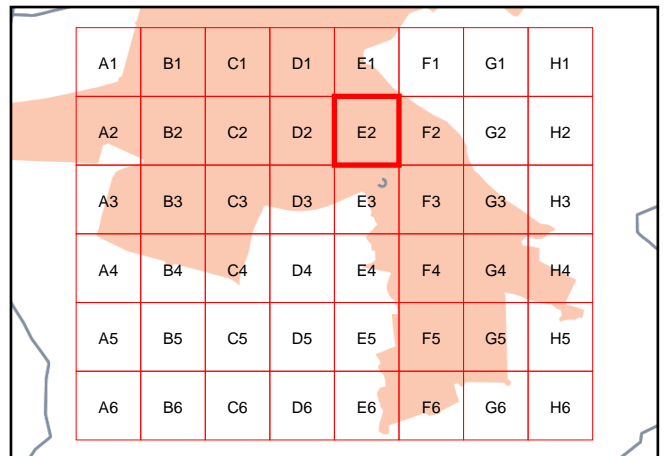 A1 B1 C1 D1 E1 F1 G1 H1
A2 B2 C2 D2 E2 F2 G2 H2
A3 B3 C3 D3 E3 F3 G3 H3
A4 B4 C4 D4 E4 F4 G4 H4
A5 B5 C5 D5 E5 F5 G5 H5
A6 B6 C6 D6 E6 F6 G6 H6